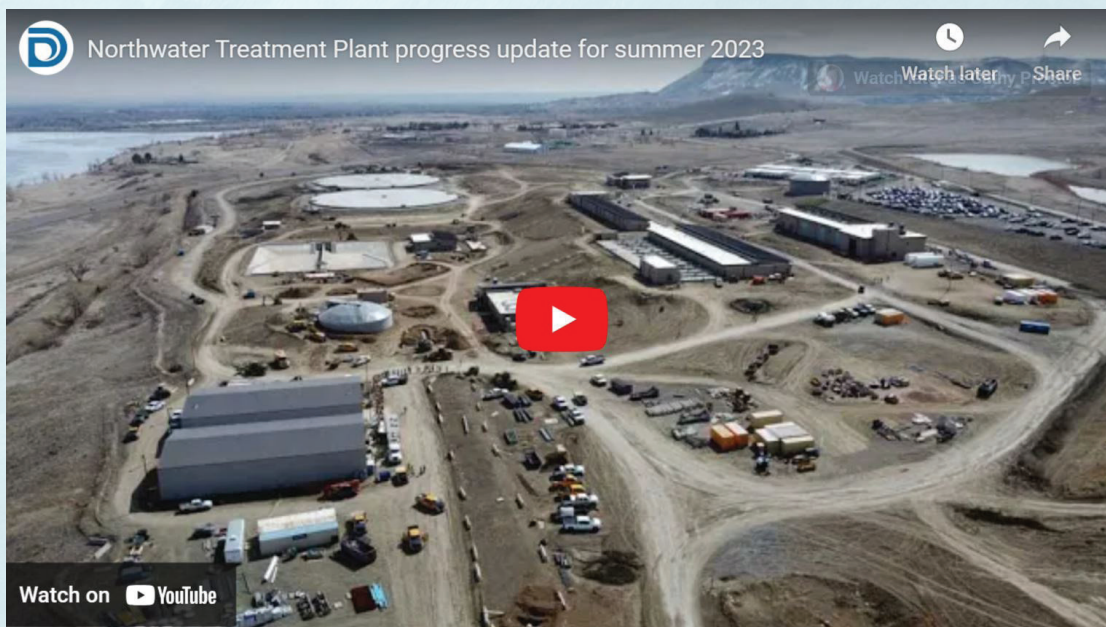 Northwater Treatment Plant progress update for summer 2023
Watch later
Share
Watch on YouTube